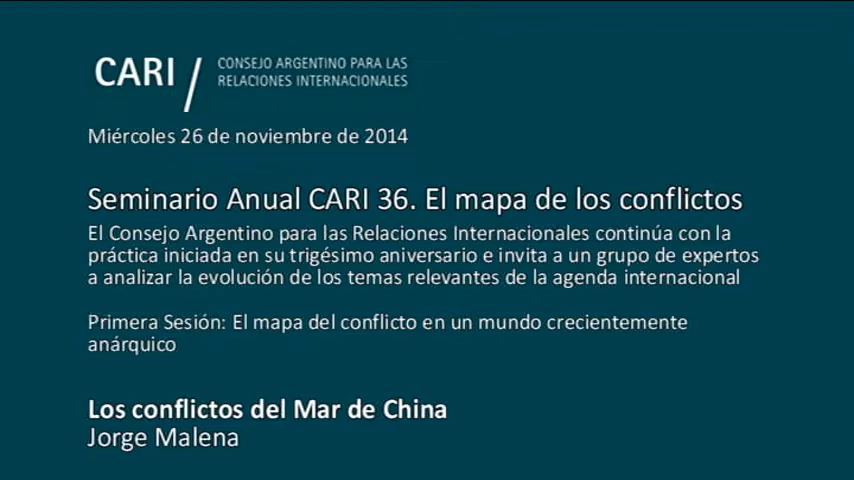 CARI / CONSEJO ARGENTINO PARA LAS
RELACIONES INTERNACIONALES
Miércoles 26 de noviembre de 2014
Seminario Anual CARI 36. El mapa de los conflictos
El Consejo Argentino para las Relaciones Internacionales continúa con la
práctica iniciada en su trigésimo aniversario e invita a un grupo de expertos
a analizar la evolución de los temas relevantes de la agenda internacional
Primera Sesión: El mapa del conflicto en un mundo crecientemente
anárquico
Los conflictos del Mar de China
Jorge Malena